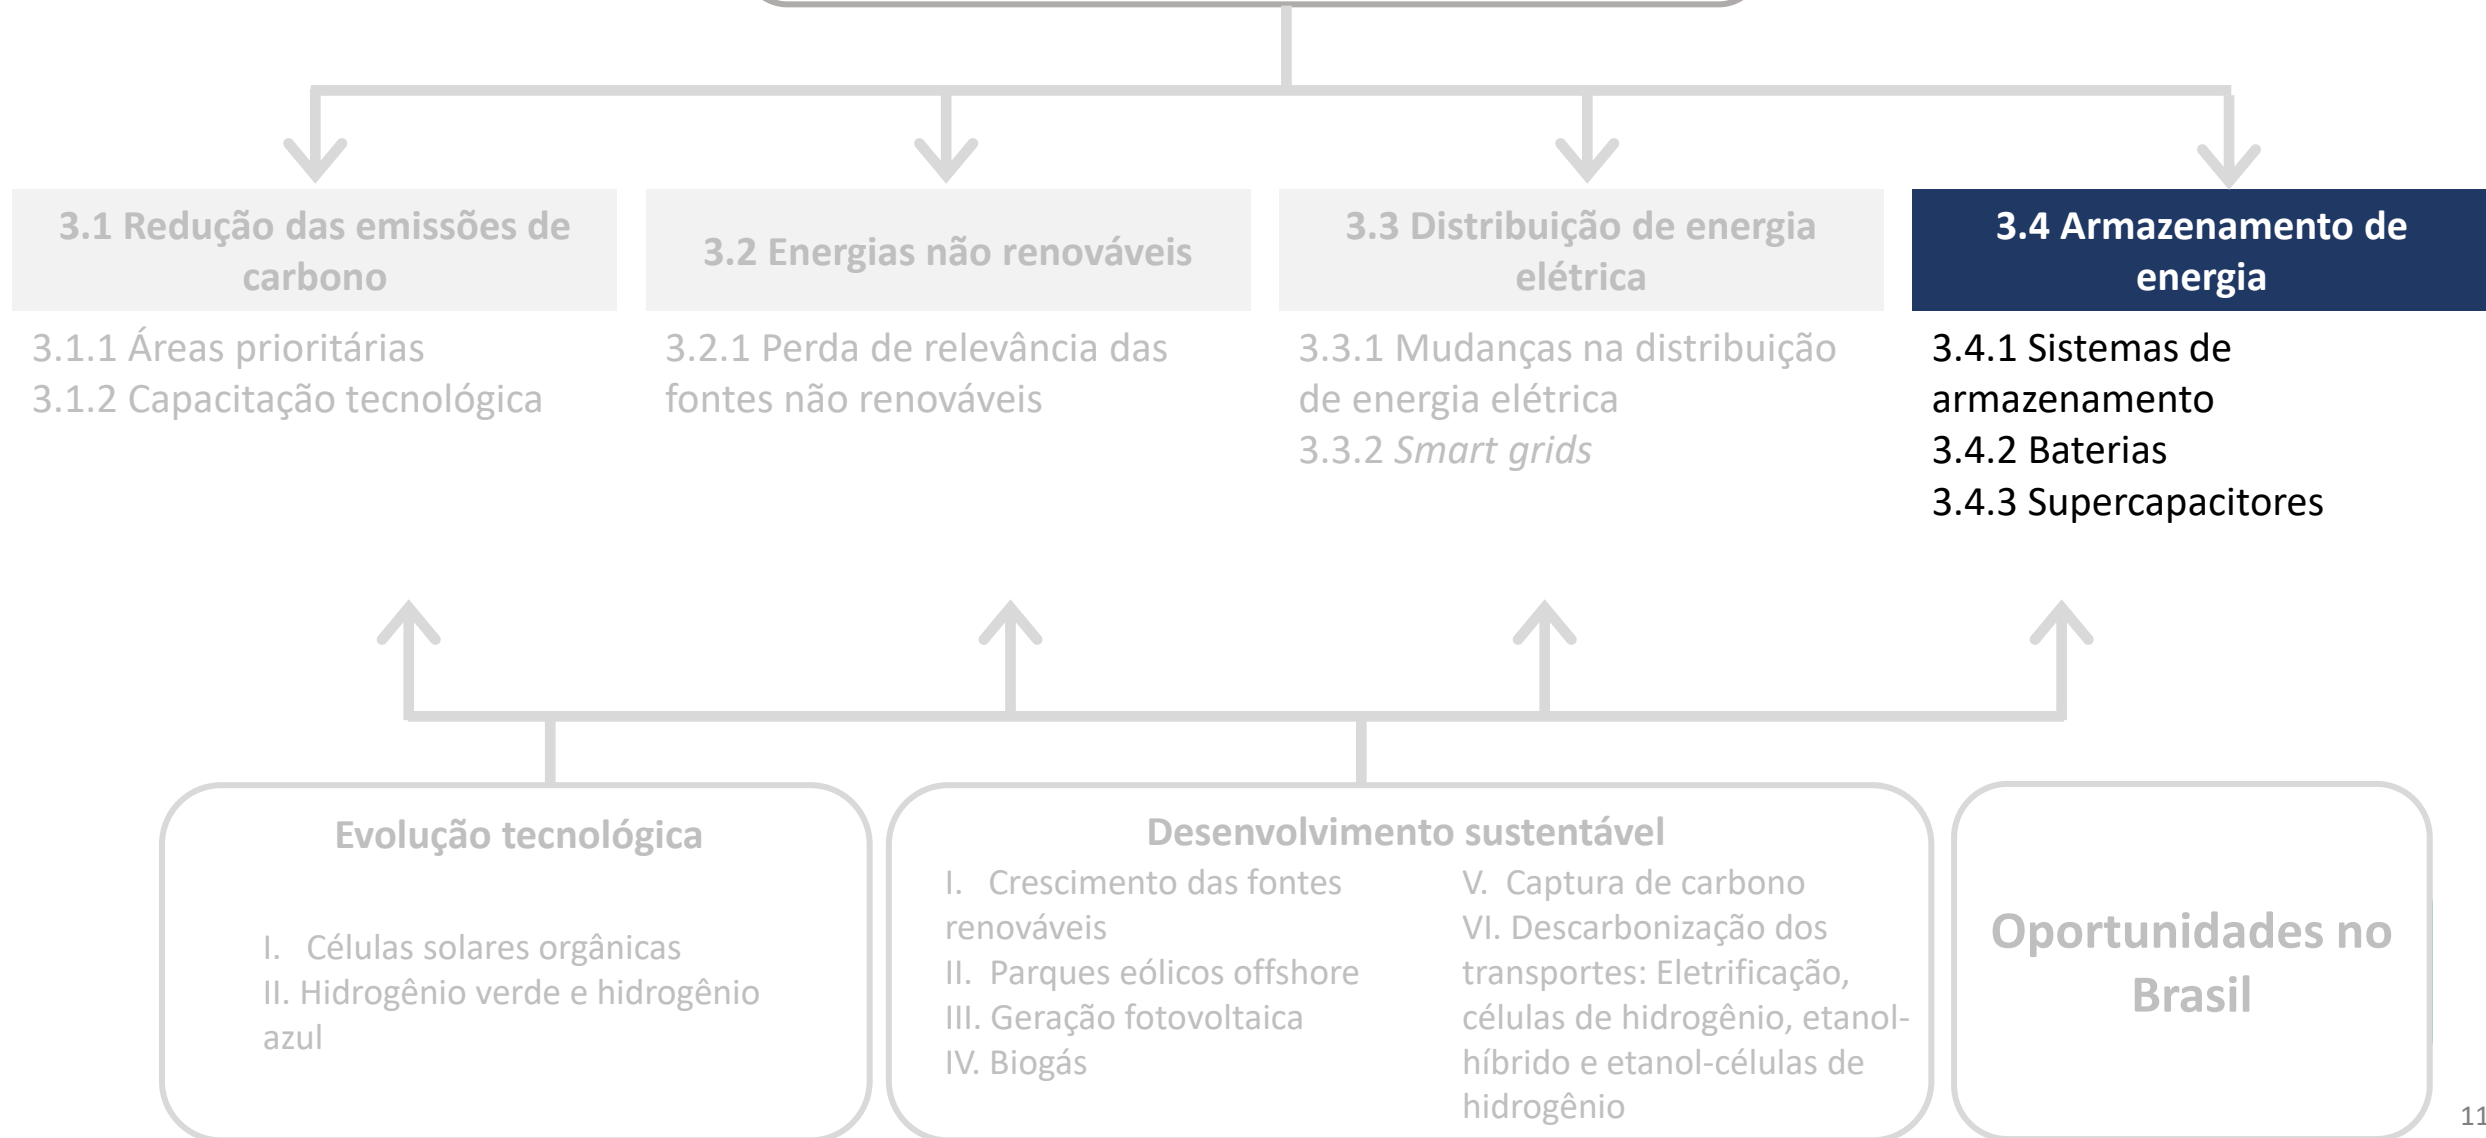 3.1 Redução das emissões de
carbono
3.1.1 Áreas prioritárias
3.1.2 Capacitação tecnológica
3.2 Energias não renováveis
3.2.1 Perda de relevância das
fontes não renováveis
3.3 Distribuição de energia
elétrica
3.3.1 Mudanças na distribuição
de energia elétrica
3.3.2 Smart grids
3.4 Armazenamento de
energia
3.4.1 Sistemas de
armazenamento
3.4.2 Baterias
3.4.3 Supercapacitores
Evolução tecnológica
I. Células solares orgânicas
II. Hidrogênio verde e hidrogênio
azul
Desenvolvimento sustentável
I. Crescimento das fontes
renováveis
II. Parques eólicos offshore
III. Geração fotovoltaica
IV. Biogás
V. Captura de carbono
VI. Descarbonização dos
transportes: Eletrificação,
células de hidrogênio, etanol-
híbrido e etanol-células de
hidrogênio
Oportunidades no
Brasil
11